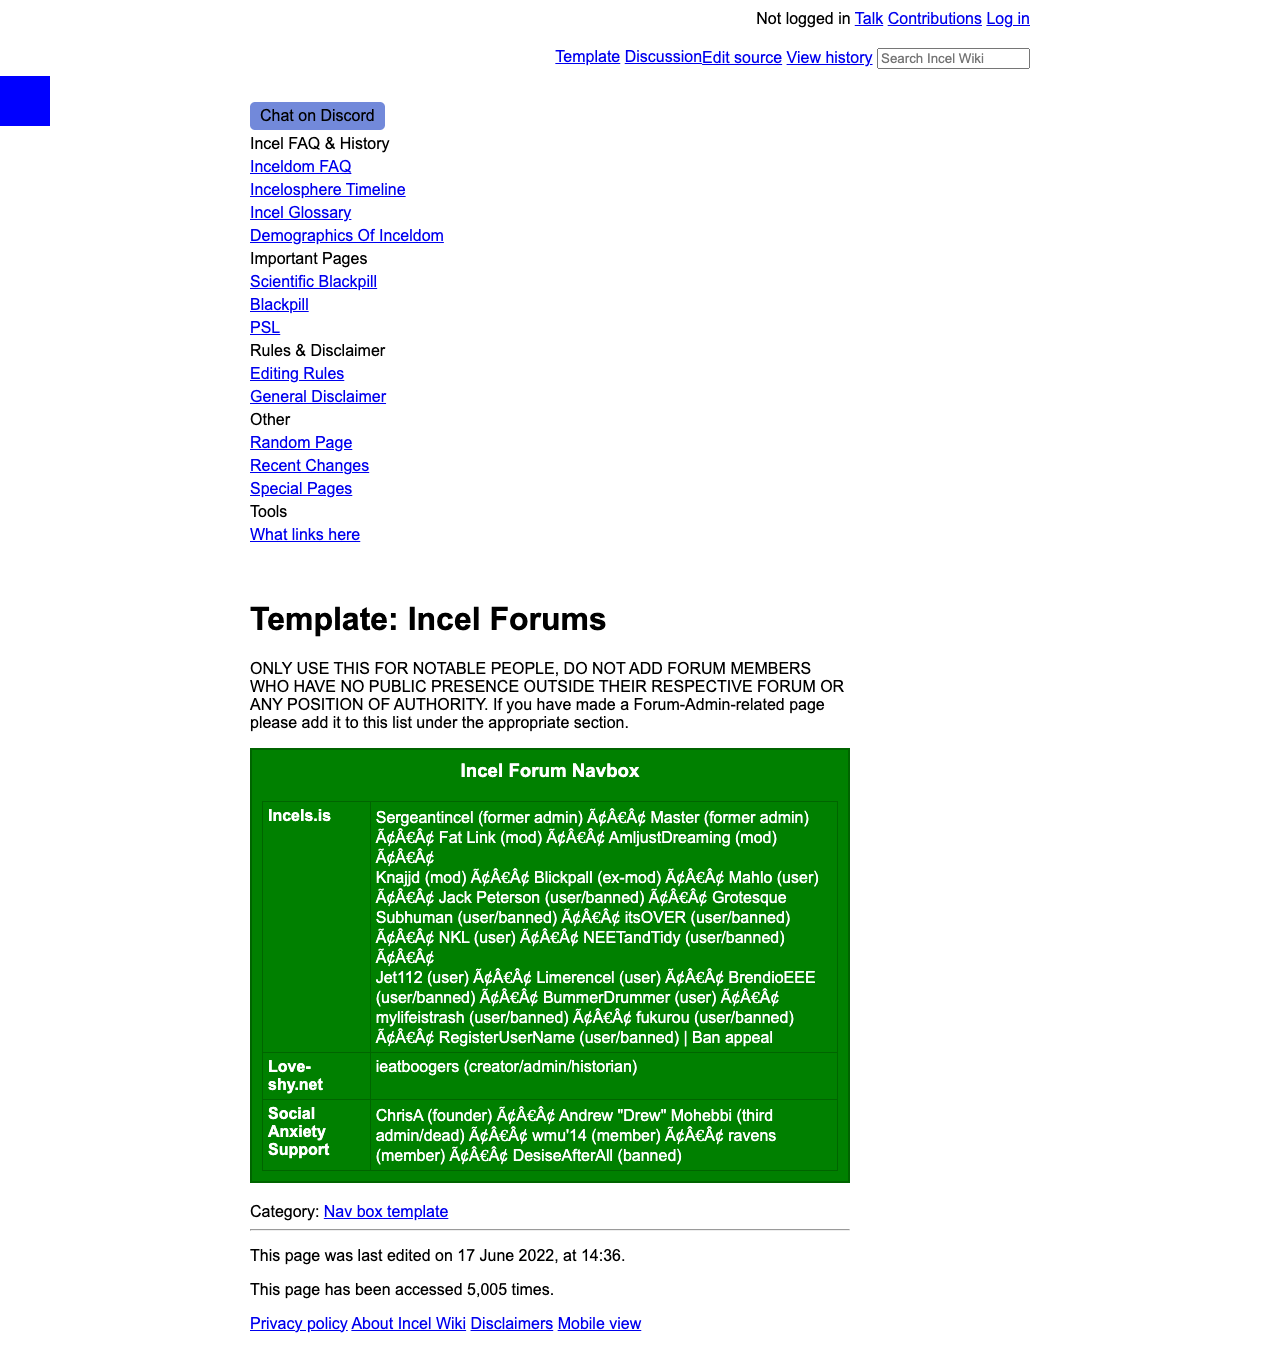 Not logged in Talk Contributions Log in
Template Discussion Edit source View history Search Incel Wiki
Chat on Discord
Incel FAQ & History
Inceldom FAQ
Incelosphere Timeline
Incel Glossary
Demographics Of Inceldom
Important Pages
Scientific Blackpill
Blackpill
PSL
Rules & Disclaimer
Editing Rules
General Disclaimer
Other
Random Page
Recent Changes
Special Pages
Tools
What links here
Template: Incel Forums
ONLY USE THIS FOR NOTABLE PEOPLE, DO NOT ADD FORUM MEMBERS
WHO HAVE NO PUBLIC PRESENCE OUTSIDE THEIR RESPECTIVE FORUM OR
ANY POSITION OF AUTHORITY. If you have made a Forum-Admin-related page
please add it to this list under the appropriate section.
Incel Forum Navbox
Incels.is
Sergeantincel (former admin) Ã¢Â€Â¢ Master (former admin)
Ã¢Â€Â¢ Fat Link (mod) Ã¢Â€Â¢ AmljustDreaming (mod)
Ã¢Â€Â¢
Knajjd (mod) Ã¢Â€Â¢ Blickpall (ex-mod) Ã¢Â€Â¢ Mahlo (user)
Ã¢Â€Â¢ Jack Peterson (user/banned) Ã¢Â€Â¢ Grotesque
Subhuman (user/banned) Ã¢Â€Â¢ itsOVER (user/banned)
Ã¢Â€Â¢ NKL (user) Ã¢Â€Â¢ NEETandTidy (user/banned)
Ã¢Â€Â¢
Jet112 (user) Ã¢Â€Â¢ Limerencel (user) Ã¢Â€Â¢ BrendioEEE
(user/banned) Ã¢Â€Â¢ BummerDrummer (user) Ã¢Â€Â¢
mylifeistrash (user/banned) Ã¢Â€Â¢ fukurou (user/banned)
Ã¢Â€Â¢ RegisterUserName (user/banned) | Ban appeal
Love-
shy.net
ieatboogers (creator/admin/historian)
Social
Anxiety
Support
ChrisA (founder) Ã¢Â€Â¢ Andrew "Drew" Mohebbi (third
admin/dead) Ã¢Â€Â¢ wmu'14 (member) Ã¢Â€Â¢ ravens
(member) Ã¢Â€Â¢ DesiseAfterAll (banned)
Category: Nav box template
This page was last edited on 17 June 2022, at 14:36.
This page has been accessed 5,005 times.
Privacy policy About Incel Wiki Disclaimers Mobile view